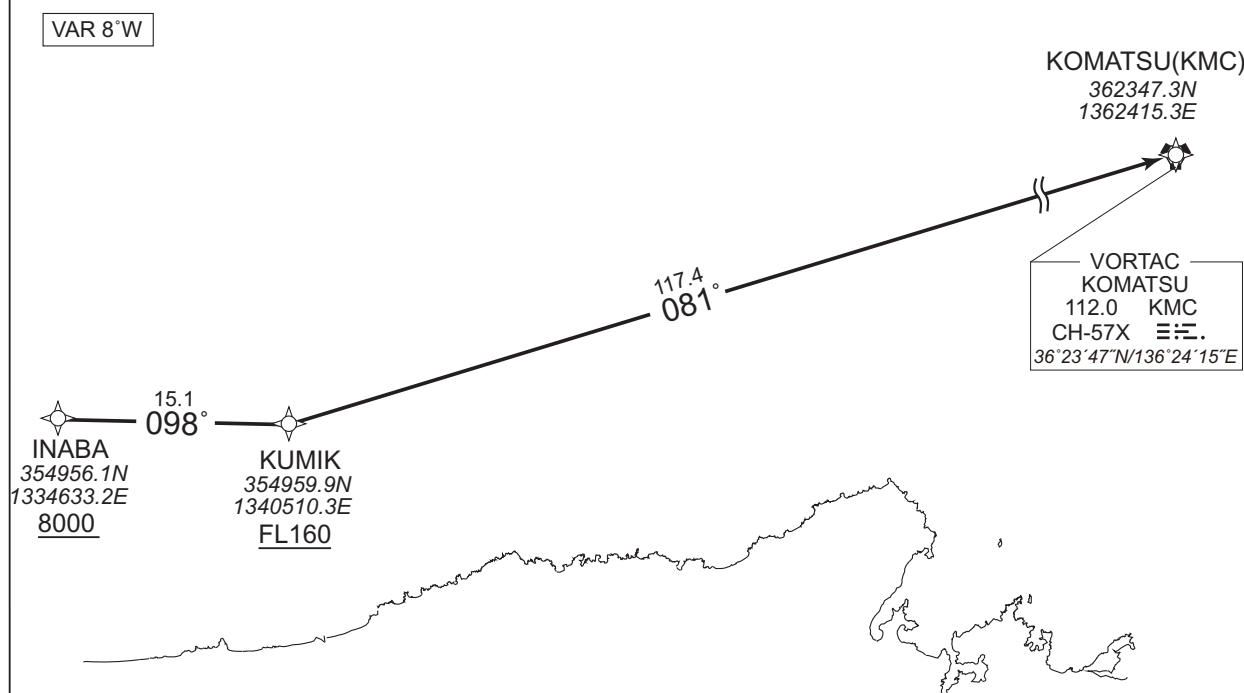 VAR 8°W
KOMATSU(KMC)
362347.3N
1362415.3E
117.4
081°
VORTAC
KOMATSU
112.0 KMC
CH-57X
36°23´47˝N/136°24´15˝E
15.1
098°
INABA
354956.1N
1334633.2E
8000
KUMIK
354959.9N
1340510.3E
FL160